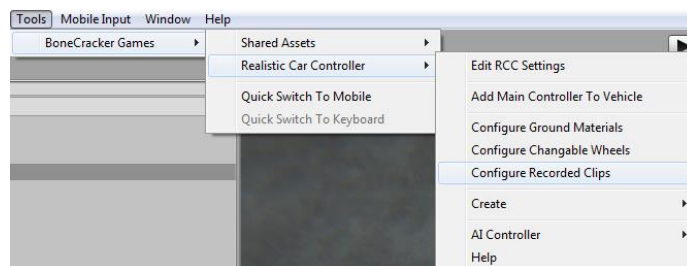 Tools Mobile Input Window Help
BoneCracker Games
Shared Assets
Realistic Car Controller
Quick Switch To Mobile
Quick Switch To Keyboard
Edit RCC Settings
Add Main Controller To Vehicle
Configure Ground Materials
Configure Changable Wheels
Configure Recorded Clips
Create
AI Controller
Help